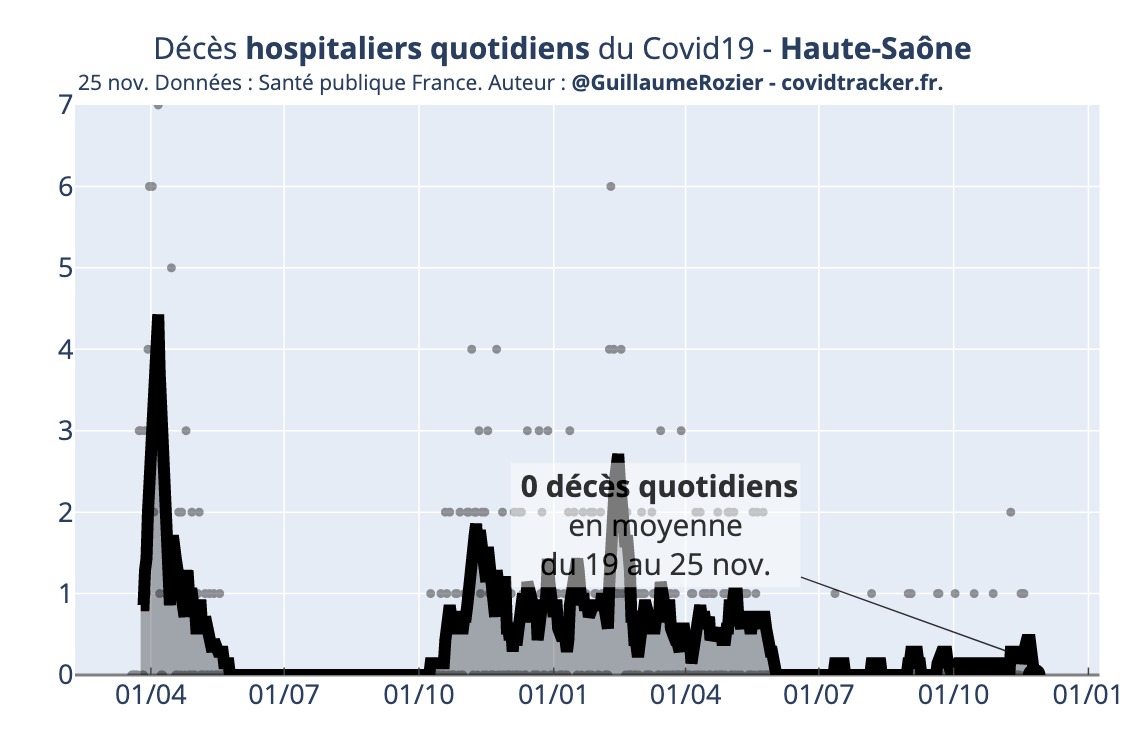 Décès hospitaliers quotidiens du Covid19 - Haute-Saône
25 nov. Données : Santé publique France. Auteur : @GuillaumeRozier - covidtracker.fr.
7
6
5
4
3
2
1
0
0 décès quotidiens
en moyenne
du 19 au 25 nov.
01/04 01/07 01/10 01/01 01/04 01/07 01/10 01/01